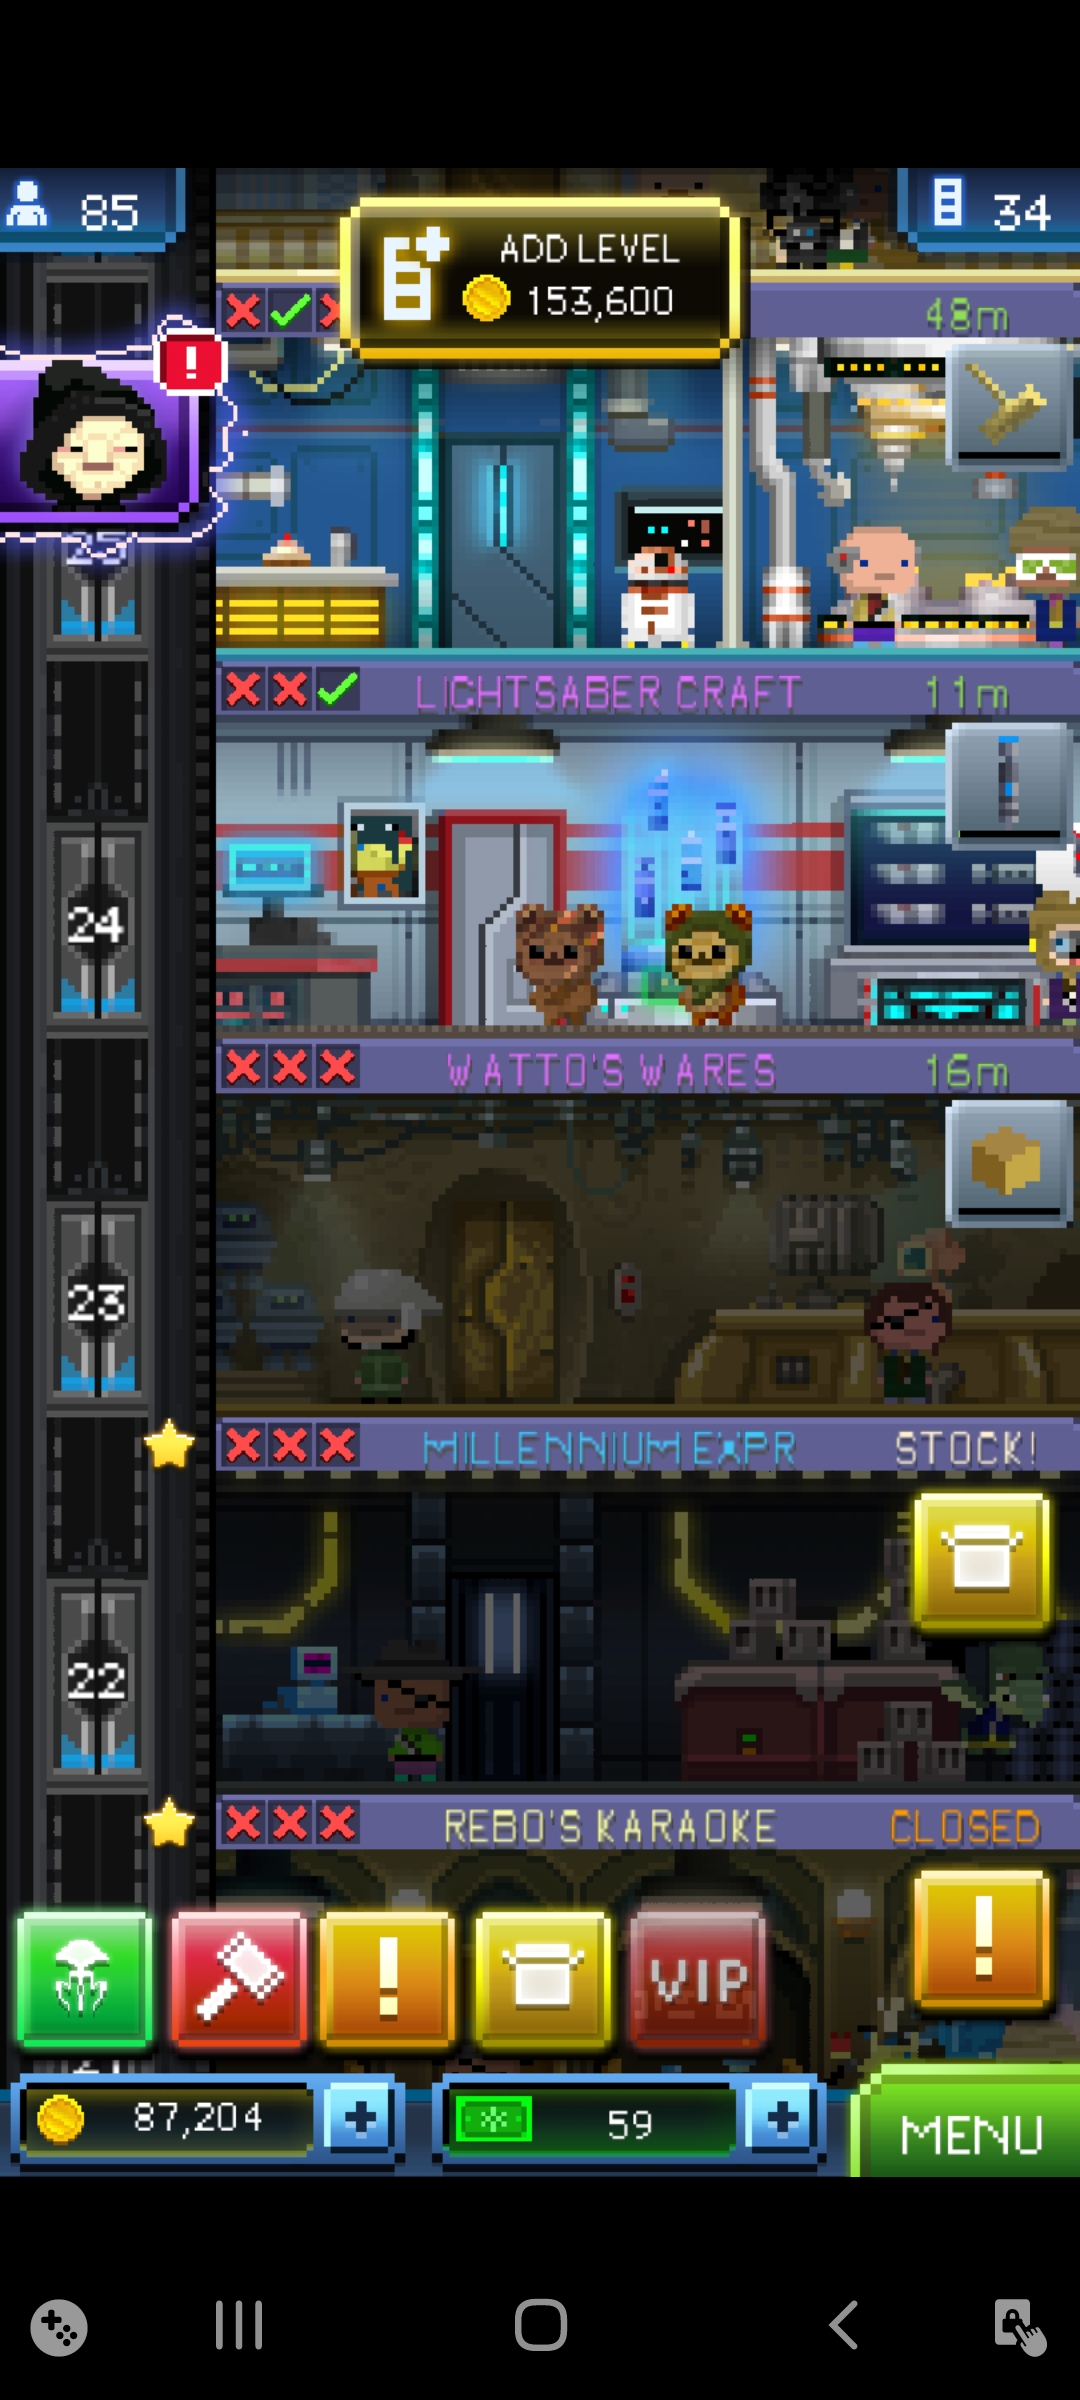 85
34
ADD LEVEL
153,600
48m
!
25
LIGHTSABER CRAFT
11m
24
WATTO'S WARES
16m
23
MILLENNIUM EXPR
STOCK!
22
REBO'S KARAOKE
CLOSED
!
!
VIP
87,204
59
MENU